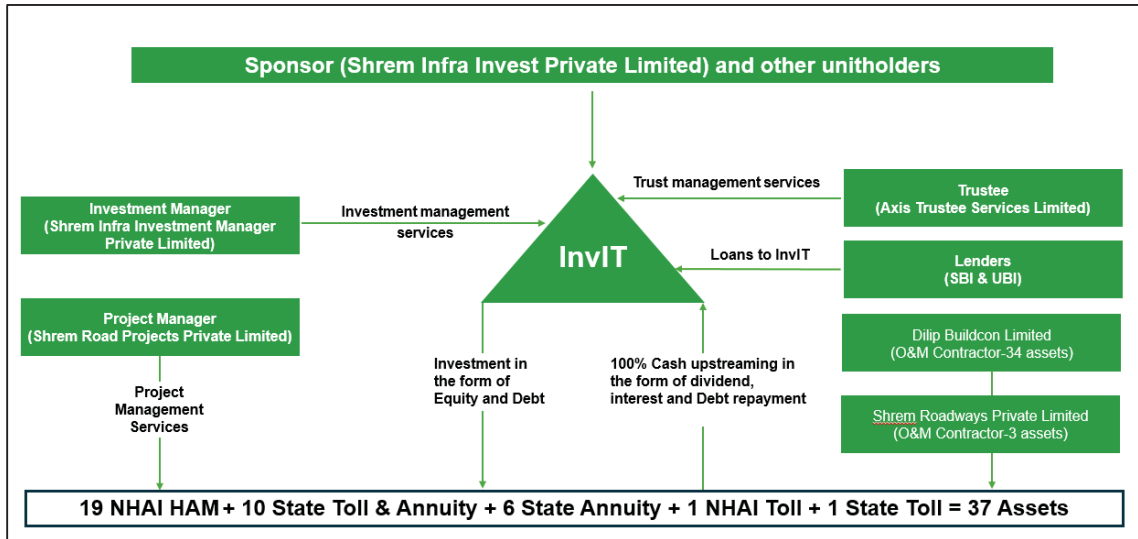 Sponsor (Shrem Infra Invest Private Limited) and other unitholders
Trust management services
Trustee
(Axis Trustee Services Limited)
Investment Manager
(Shrem Infra Investment Manager
Private Limited)
Investment management
services
InvIT
Loans to InvIT
Lenders
(SBI & UBI)
Project Manager
(Shrem Road Projects Private Limited)
Dilip Buildcon Limited
(O&M Contractor-34 assets)
Project
Management
Services
Investment in
the form of
Equity and Debt
100% Cash upstreaming in
the form of dividend,
interest and Debt repayment
Shrem Roadways Private Limited
(O&M Contractor-3 assets)
19 NHAI HAM + 10 State Toll & Annuity + 6 State Annuity + 1 NHAI Toll + 1 State Toll = 37 Assets